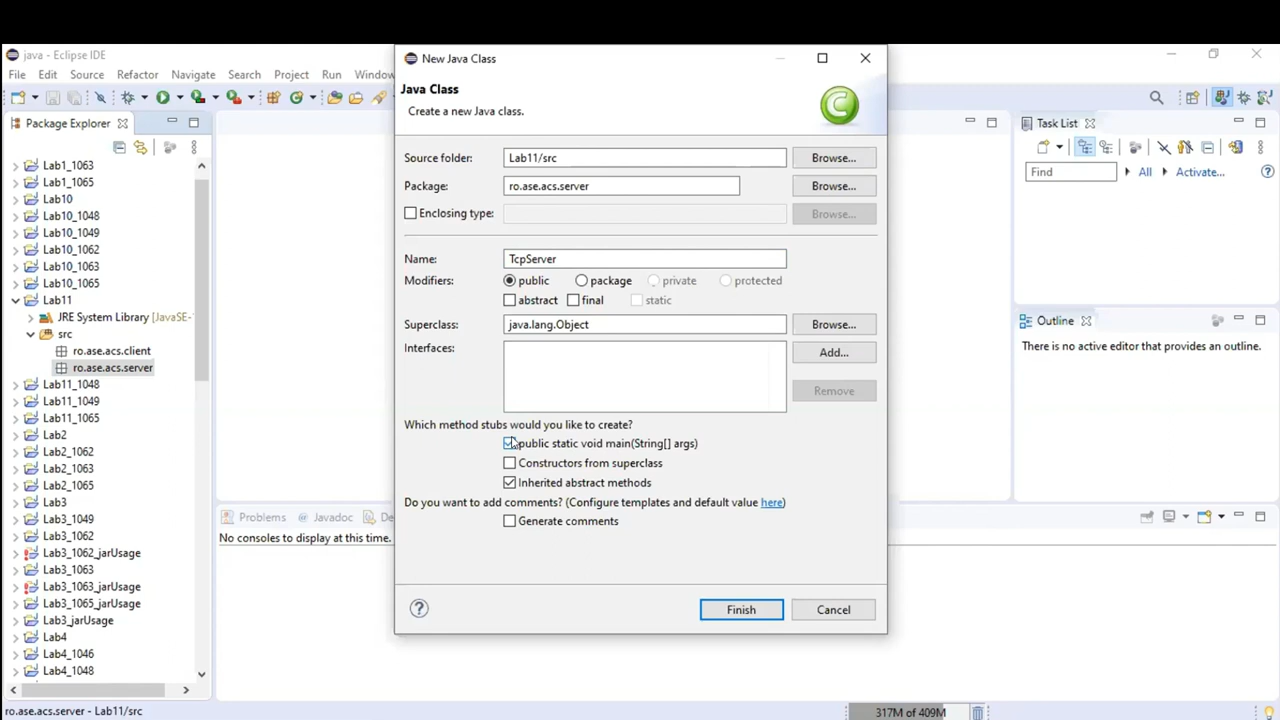 java - Eclipse IDE
File Edit Source Refactor Navigate Search Project Run Window
Package Explorer
Lab1_1063
Lab1_1065
Lab10
Lab10_1048
Lab10_1049
Lab10_1062
Lab10_1063
Lab10_1065
Lab11
JRE System Library [JavaSE-
src
ro.ase.acs.client
ro.ase.acs.server
Lab11_1048
Lab11_1049
Lab11_1065
Lab2
Lab2_1062
Lab2_1063
Lab2_1065
Lab3
Lab3_1049
Lab3_1062
Lab3_1062_jarUsage
Lab3_1063
Lab3_1063_jarUsage
Lab3_1065_jarUsage
Lab3_jarUsage
Lab4
Lab4_1046
Lab4_1048
New Java Class
Java Class
Create a new Java class.
C
Source folder: Lab11/src Browse...
Package: ro.ase.acs.server Browse...
Enclosing type: Browse...
Name: TcpServer
Modifiers: public package private protected
abstract final static
Superclass: java.lang.Object Browse...
Interfaces: Add...
Remove
Which method stubs would you like to create?
public static void main(String[] args)
Constructors from superclass
Inherited abstract methods
Do you want to add comments? (Configure templates and default value here)
Generate comments
Finish Cancel
Task List
Find All Activate...
Outline
There is no active editor that provides an outline.
Problems Javadoc De
No consoles to display at this time.
ro.ase.acs.server - Lab11/src
317M of 409M